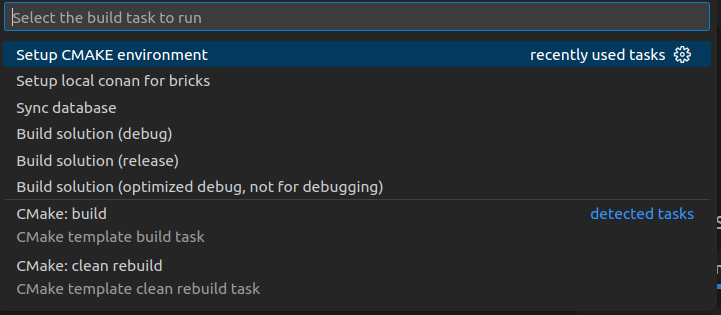 Select the build task to run
Setup CMAKE environment recently used tasks
Setup local conan for bricks
Sync database
Build solution (debug)
Build solution (release)
Build solution (optimized debug, not for debugging)
CMake: build detected tasks
CMake template build task
CMake: clean rebuild
CMake template clean rebuild task